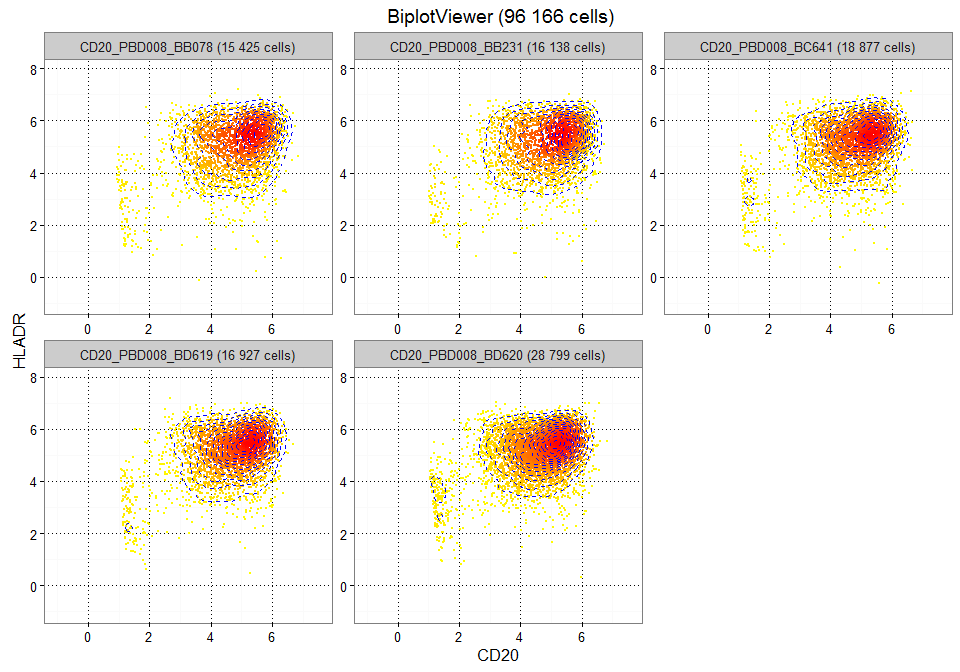 BiplotViewer (96 166 cells)
CD20_PBD008_BB078 (15 425 cells)
CD20_PBD008_BB231 (16 138 cells)
CD20_PBD008_BC641 (18 877 cells)
8
6
4
2
0
8
6
4
2
0
8
6
4
2
0
0 2 4 6
0 2 4 6
0 2 4 6
HLADR
CD20_PBD008_BD619 (16 927 cells)
CD20_PBD008_BD620 (28 799 cells)
8
6
4
2
0
8
6
4
2
0
0 2 4 6
0 2 4 6
CD20